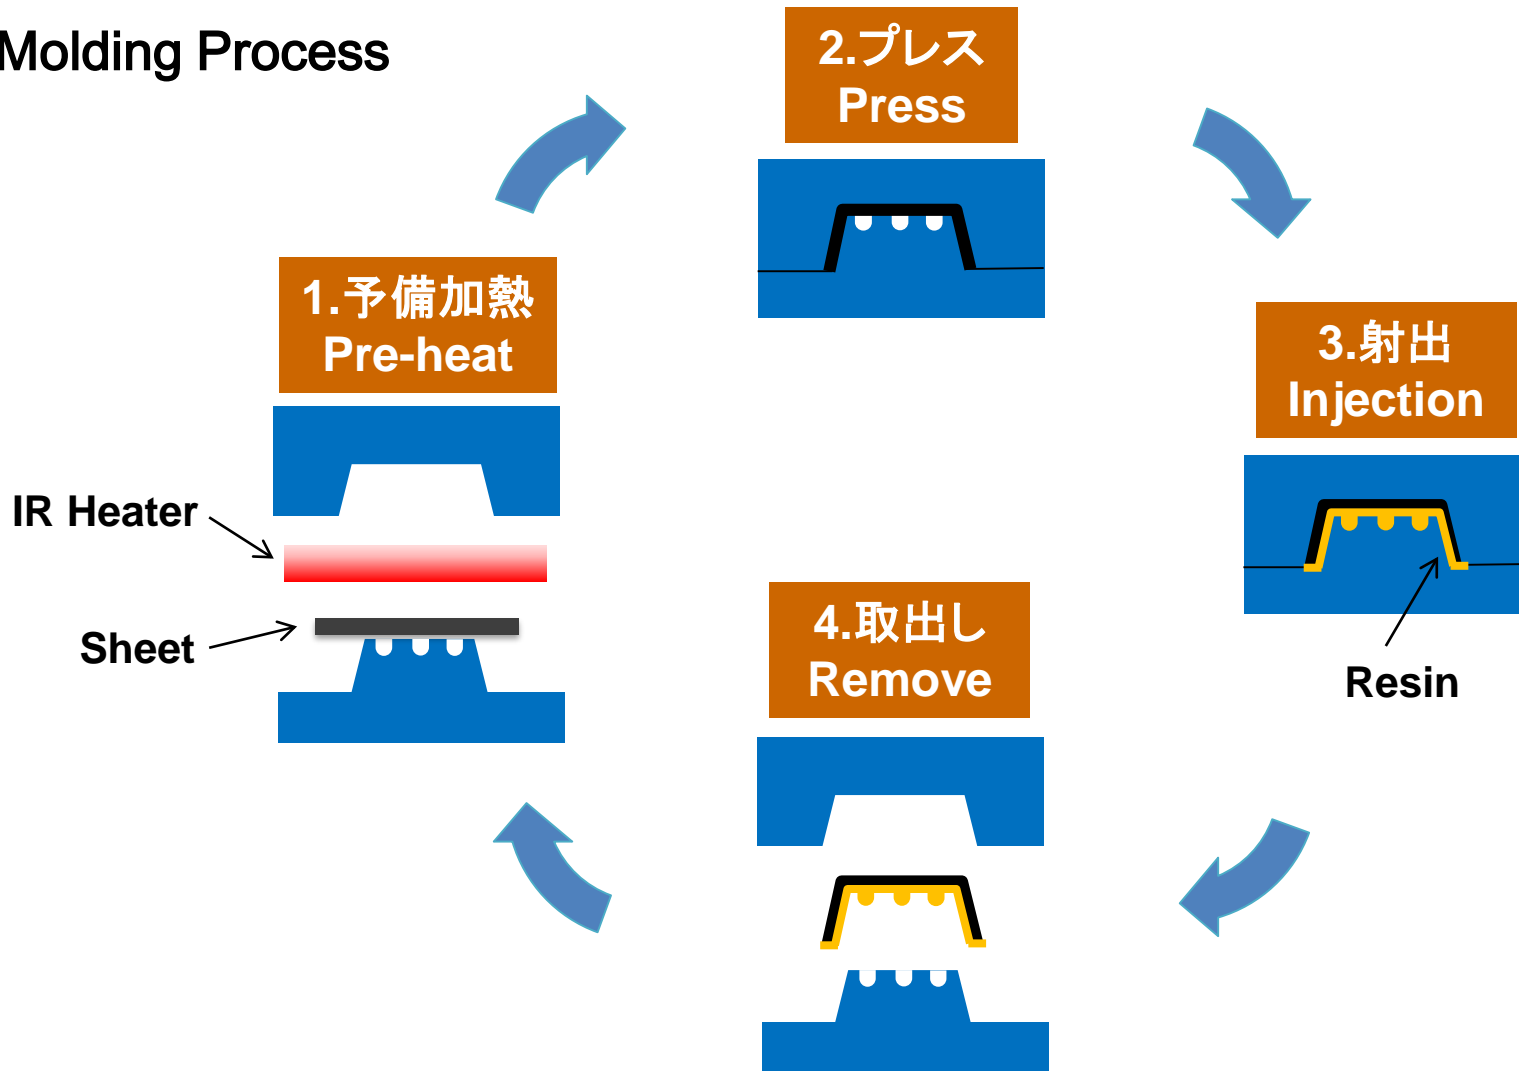 Molding Process
1.予備加熱
Pre-heat
IR Heater
Sheet
2.プレス
Press
3.射出
Injection
Resin
4.取出し
Remove